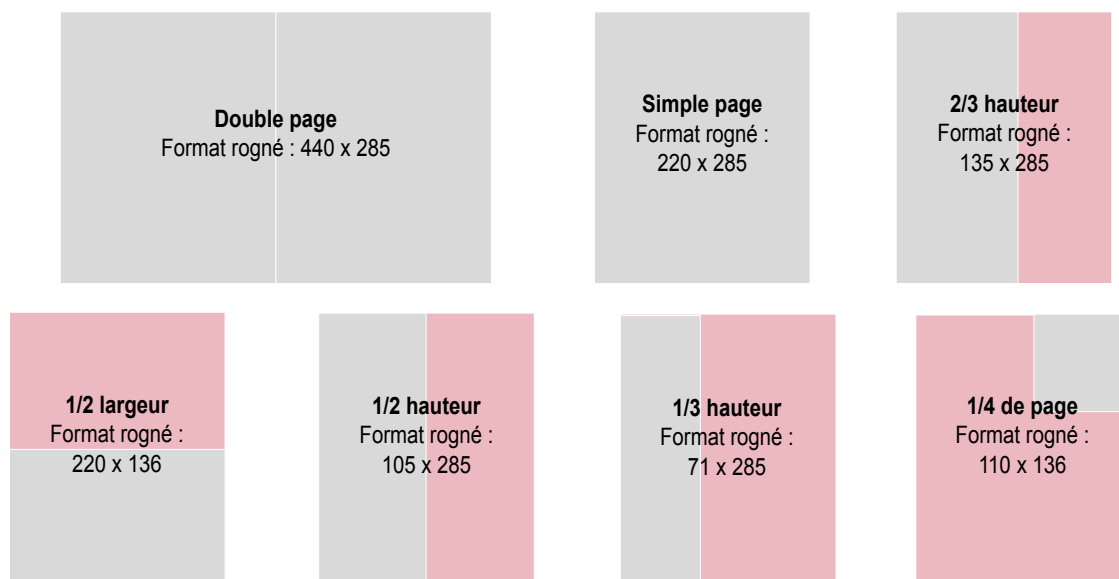 Double page
Format rogné : 440 x 285
Simple page
Format rogné :
220 x 285
2/3 hauteur
Format rogné :
135 x 285
1/2 largeur
Format rogné :
220 x 136
1/2 hauteur
Format rogné :
105 x 285
1/3 hauteur
Format rogné :
71 x 285
1/4 de page
Format rogné :
110 x 136